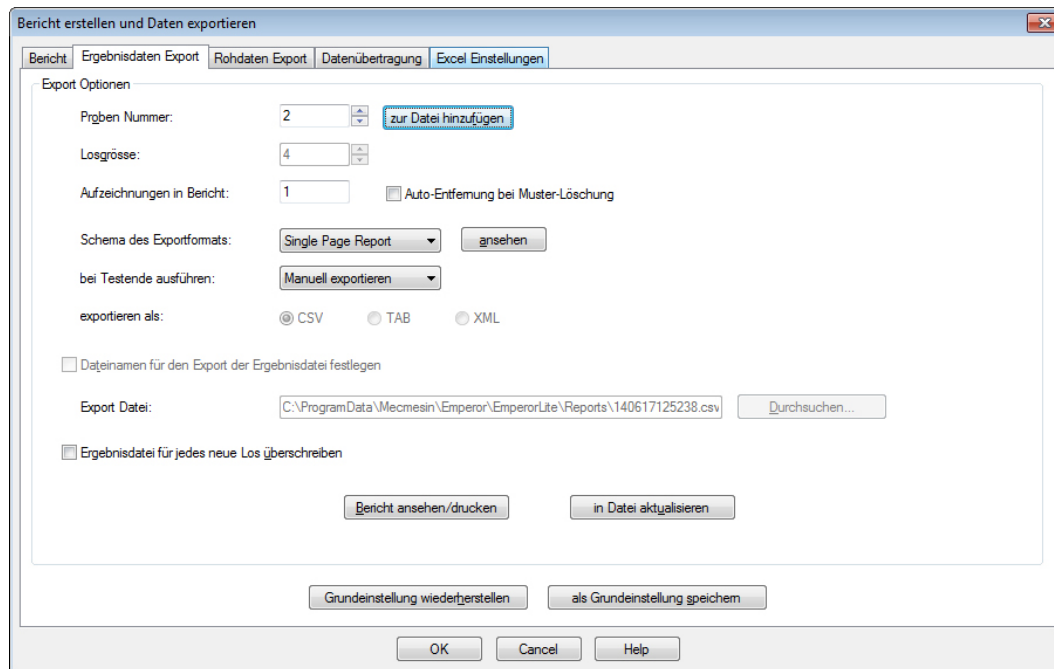 Bericht erstellen und Daten exportieren
Bericht Ergebnisdaten Export Rohdaten Export Datenübertragung Excel Einstellungen
Export Optionen
Proben Nummer: 2 zur Datei hinzufügen
Losgrösse: 4
Aufzeichnungen in Bericht: 1 Auto-Entfernung bei Muster-Löschung
Schema des Exportformats: Single Page Report ansehen
bei Testende ausführen: Manuell exportieren
exportieren als: CSV TAB XML
Dateinamen für den Export der Ergebnisdatei festlegen
Export Datei: C:\ProgramData\Mecmesin\Emperor\EmperorLite\Reports\140617125238.csv Durchsuchen...
Ergebnisdatei für jedes neue Los überschreiben
Bericht ansehen/drucken in Datei aktualisieren
Grundeinstellung wiederherstellen als Grundeinstellung speichern
OK Cancel Help